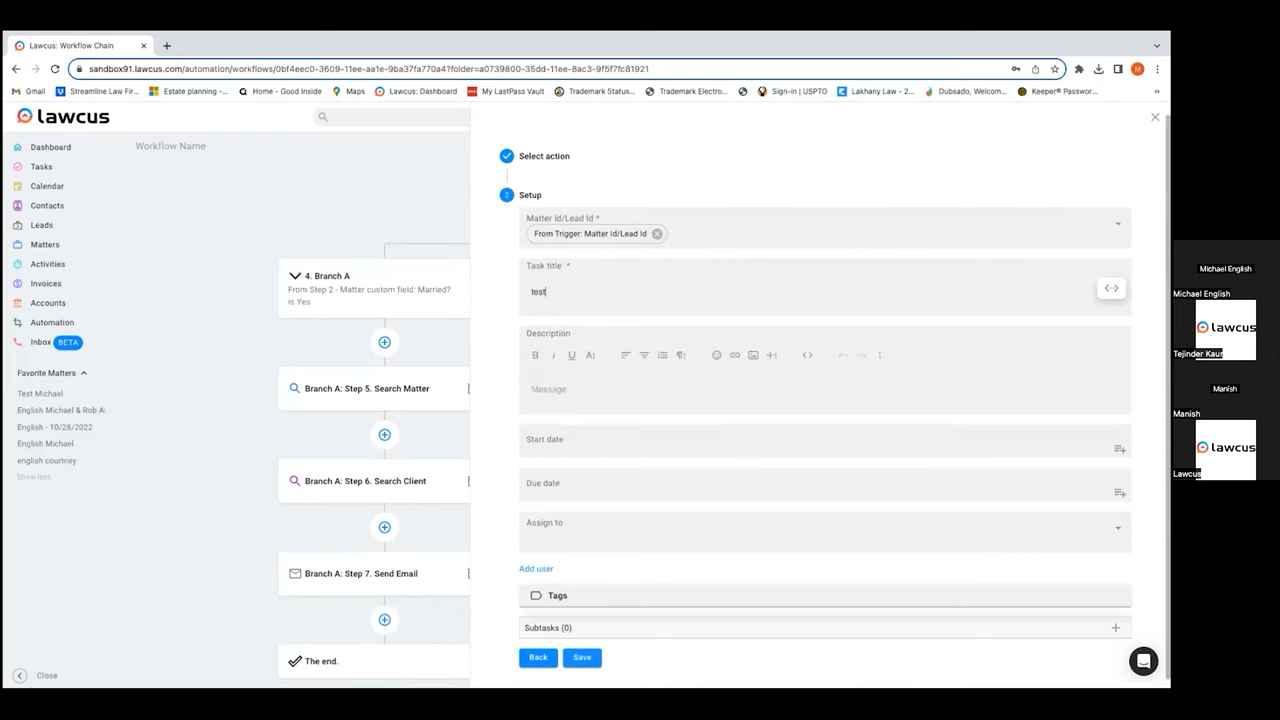 Lawcus: Workflow Chain
sandbox91.lawcus.com/automation/workflows/0bf4eec0-3609-11ee-aa1e-9ba37fa770a4?folder=a0739800-35dd-11ee-8ac3-9f5f7fc81921
M
Gmail
Streamline Law Fir...
Estate planning -...
Home - Good Inside
Maps
Lawcus: Dashboard
My LastPass Vault
Trademark Status...
Trademark Electro...
Sign-in | USPTO
Lakhany Law - 2...
Dubsado, Welcom...
Keeper® Passwor...
lawcus
Dashboard
Tasks
Calendar
Contacts
Leads
Matters
Activities
Invoices
Accounts
Automation
Inbox BETA
Favorite Matters
Test Michael
English Michael & Rob A
English - 10/28/2022
English Michael
english courtney
Show less
Close
Workflow Name
4. Branch A
From Step 2 - Matter custom field: Married?
is Yes
Branch A: Step 5. Search Matter
Branch A: Step 6. Search Client
Branch A: Step 7. Send Email
The end.
Select action
2 Setup
Matter Id/Lead Id *
From Trigger: Matter Id/Lead Id
Task title *
test
Description
Message
Start date
Due date
Assign to
Add user
Tags
Subtasks (0)
Back
Save
Michael English
Michael English
lawcus
Tejinder Kaur
Manish
Manish
lawcus
Lawcus